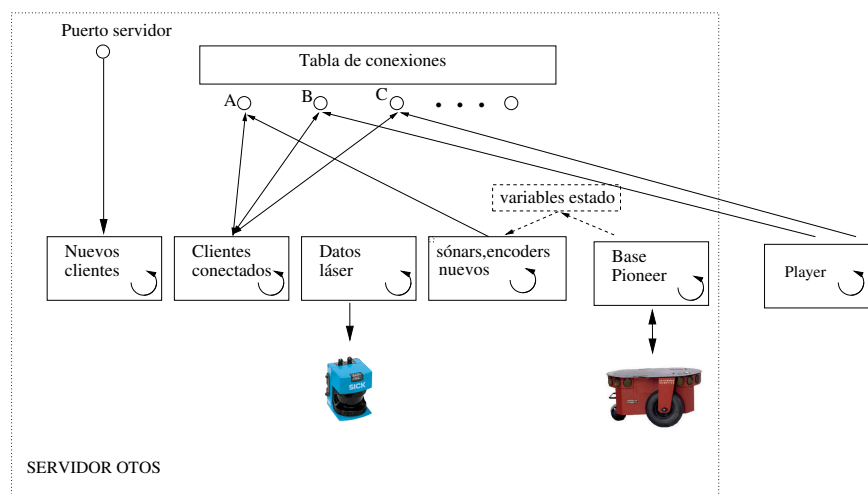 Puerto servidor
Tabla de conexiones
A
B
C
variables estado
Nuevos
clientes
Clientes
conectados
Datos
láser
sónars,encoders
nuevos
Base
Pioneer
Player
SICK
SERVIDOR OTOS